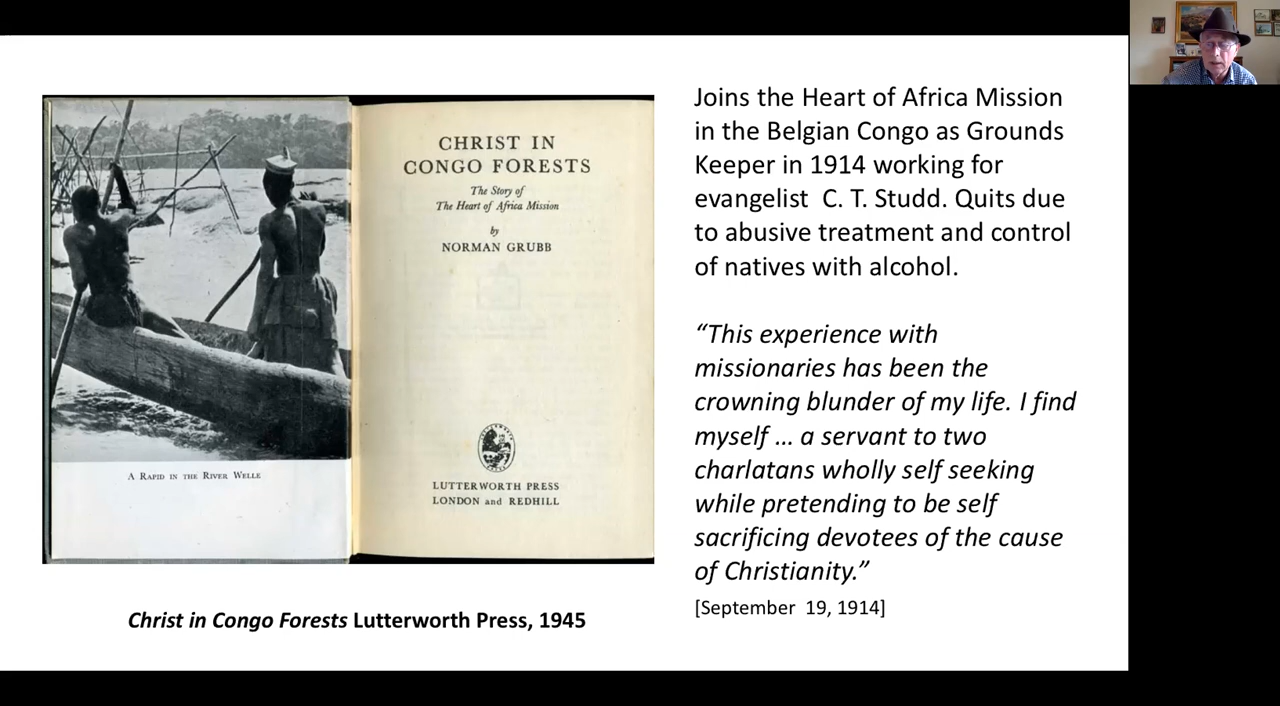 CHRIST IN
CONGO FORESTS
The Story of
The Heart of Africa Mission
by
NORMAN GRUBB
LUTTERWORTH PRESS
LONDON and REDHILL
A RAPID IN THE RIVER WELLE
Christ in Congo Forests Lutterworth Press, 1945
Joins the Heart of Africa Mission
in the Belgian Congo as Grounds
Keeper in 1914 working for
evangelist C. T. Studd. Quits due
to abusive treatment and control
of natives with alcohol.
“This experience with
missionaries has been the
crowning blunder of my life. I find
myself … a servant to two
charlatans wholly self seeking
while pretending to be self
sacrificing devotees of the cause
of Christianity.”
[September 19, 1914]